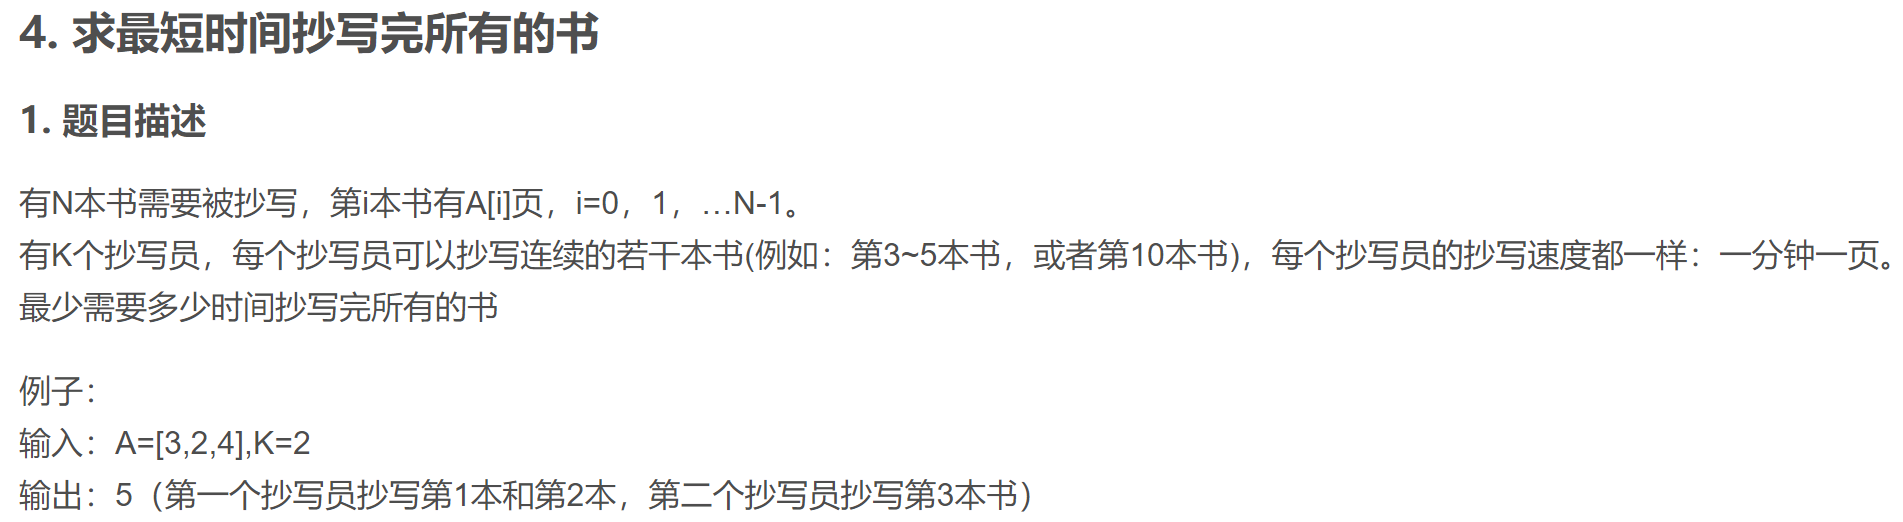 4. 求最短时间抄写完所有的书
1. 题目描述
有N本书需要被抄写，第i本书有A[i]页，i=0，1，…N-1。
有K个抄写员，每个抄写员可以抄写连续的若干本书(例如：第3~5本书，或者第10本书)，每个抄写员的抄写速度都一样：一分钟一页。
最少需要多少时间抄写完所有的书
例子：
输入：A=[3,2,4],K=2
输出：5（第一个抄写员抄写第1本和第2本，第二个抄写员抄写第3本书）